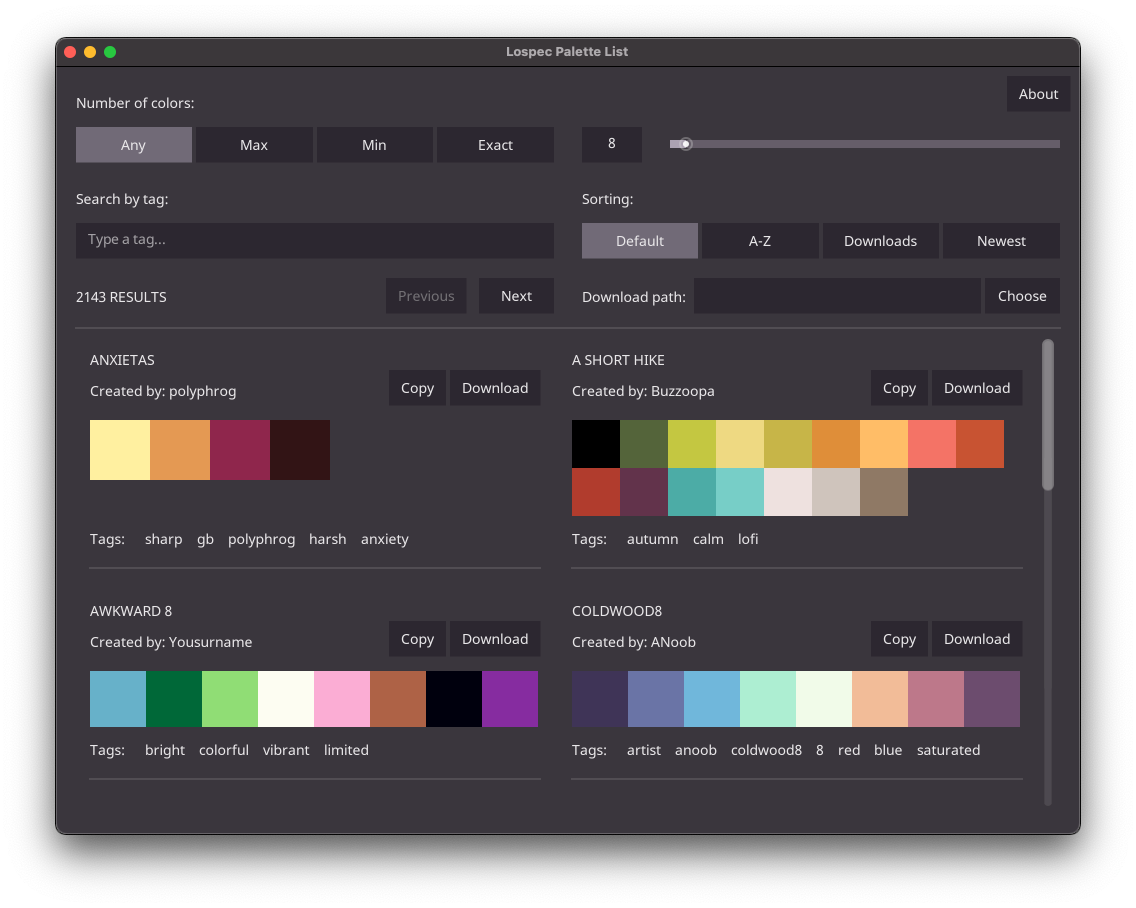 Lospec Palette List
About
Number of colors:
Any Max Min Exact 8
Search by tag: Sorting:
Type a tag... Default A-Z Downloads Newest
2143 RESULTS Previous Next Download path: Choose
ANXIETAS
Created by: polyphrog Copy Download
Tags: sharp gb polyphrog harsh anxiety
A SHORT HIKE
Created by: Buzzoopa Copy Download
Tags: autumn calm lofi
AWKWARD 8
Created by: Yousurname Copy Download
Tags: bright colorful vibrant limited
COLDWOOD8
Created by: ANoob Copy Download
Tags: artist anoob coldwood8 8 red blue saturated